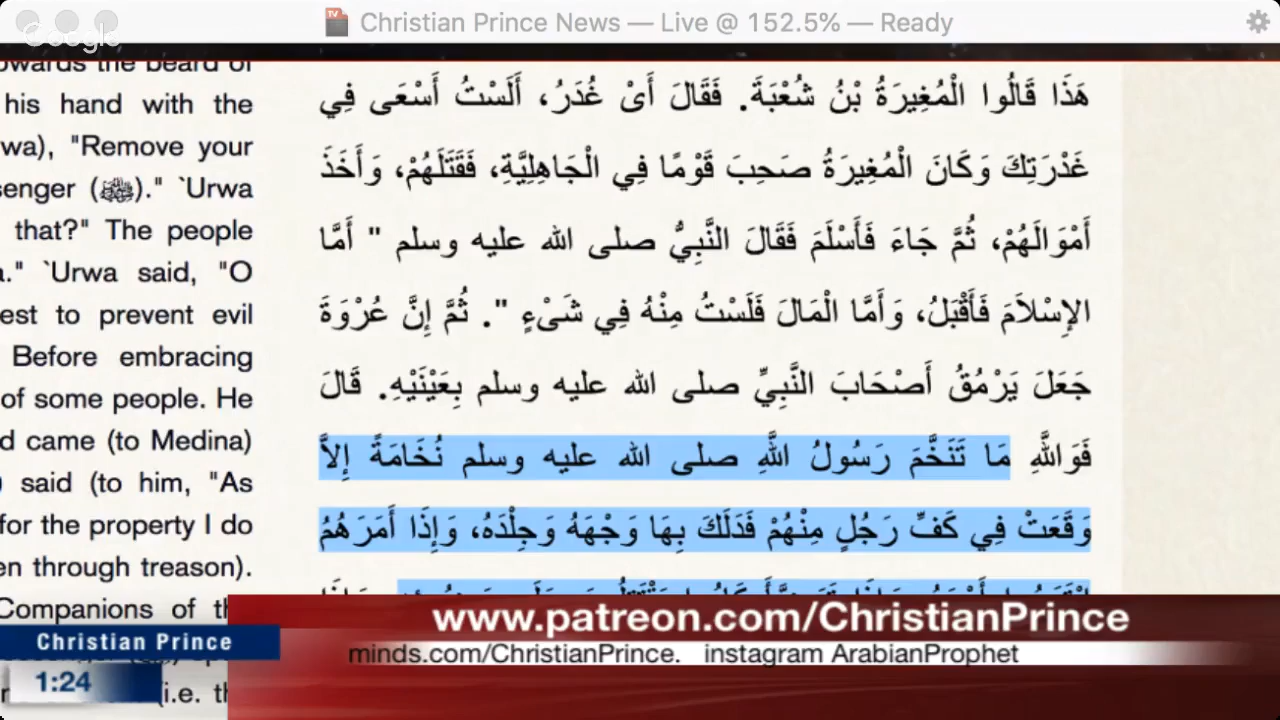 Christian Prince News — Live @ 152.5% — Ready
Google
owards the beard of
his hand with the
wa), "Remove your
senger (ﷺ)." `Urwa
that?" The people
a." `Urwa said, "O
est to prevent evil
Before embracing
of some people. He
d came (to Medina)
) said (to him, "As
for the property I do
en through treason).
Companions of th
(i.e. th
هَذَا قَالُوا الْمُغِيرَةُ بْنُ شُعْبَةَ. فَقَالَ أَىْ غُدَرُ، أَلَسْتُ أَسْعَى فِي
غَدْرَتِكَ وَكَانَ الْمُغِيرَةُ صَحِبَ قَوْمًا فِي الْجَاهِلِيَّةِ، فَقَتَلَهُمْ، وَأَخَذَ
أَمْوَالَهُمْ، ثُمَّ جَاءَ فَأَسْلَمَ فَقَالَ النَّبِيُّ صلى الله عليه وسلم " أَمَّا
الإِسْلاَمَ فَأَقْبَلُ، وَأَمَّا الْمَالَ فَلَسْتُ مِنْهُ فِي شَىْءٍ ". ثُمَّ إِنَّ عُرْوَةَ
جَعَلَ يَرْمُقُ أَصْحَابَ النَّبِيِّ صلى الله عليه وسلم بِعَيْنَيْهِ. قَالَ
فَوَاللَّهِ مَا تَنَخَّمَ رَسُولُ اللَّهِ صلى الله عليه وسلم نُخَامَةً إِلاَّ
وَقَعَتْ فِي كَفِّ رَجُلٍ مِنْهُمْ فَدَلَكَ بِهَا وَجْهَهُ وَجِلْدَهُ، وَإِذَا أَمَرَهُمُ
www.patreon.com/ChristianPrince
Christian Prince
minds.com/ChristianPrince. instagram ArabianProphet
1:24